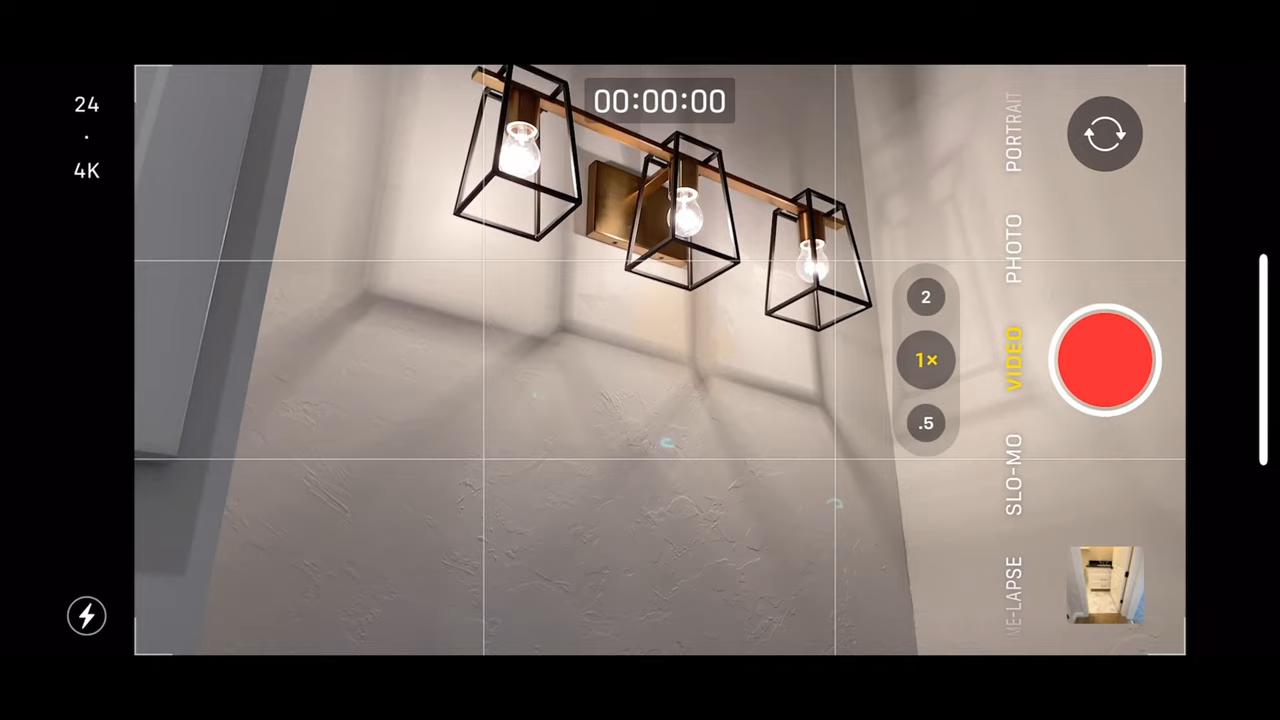 24
·
4K
00:00:00
2
1×
.5
PORTRAIT
PHOTO
VIDEO
SLO-MO
ME-LAPSE